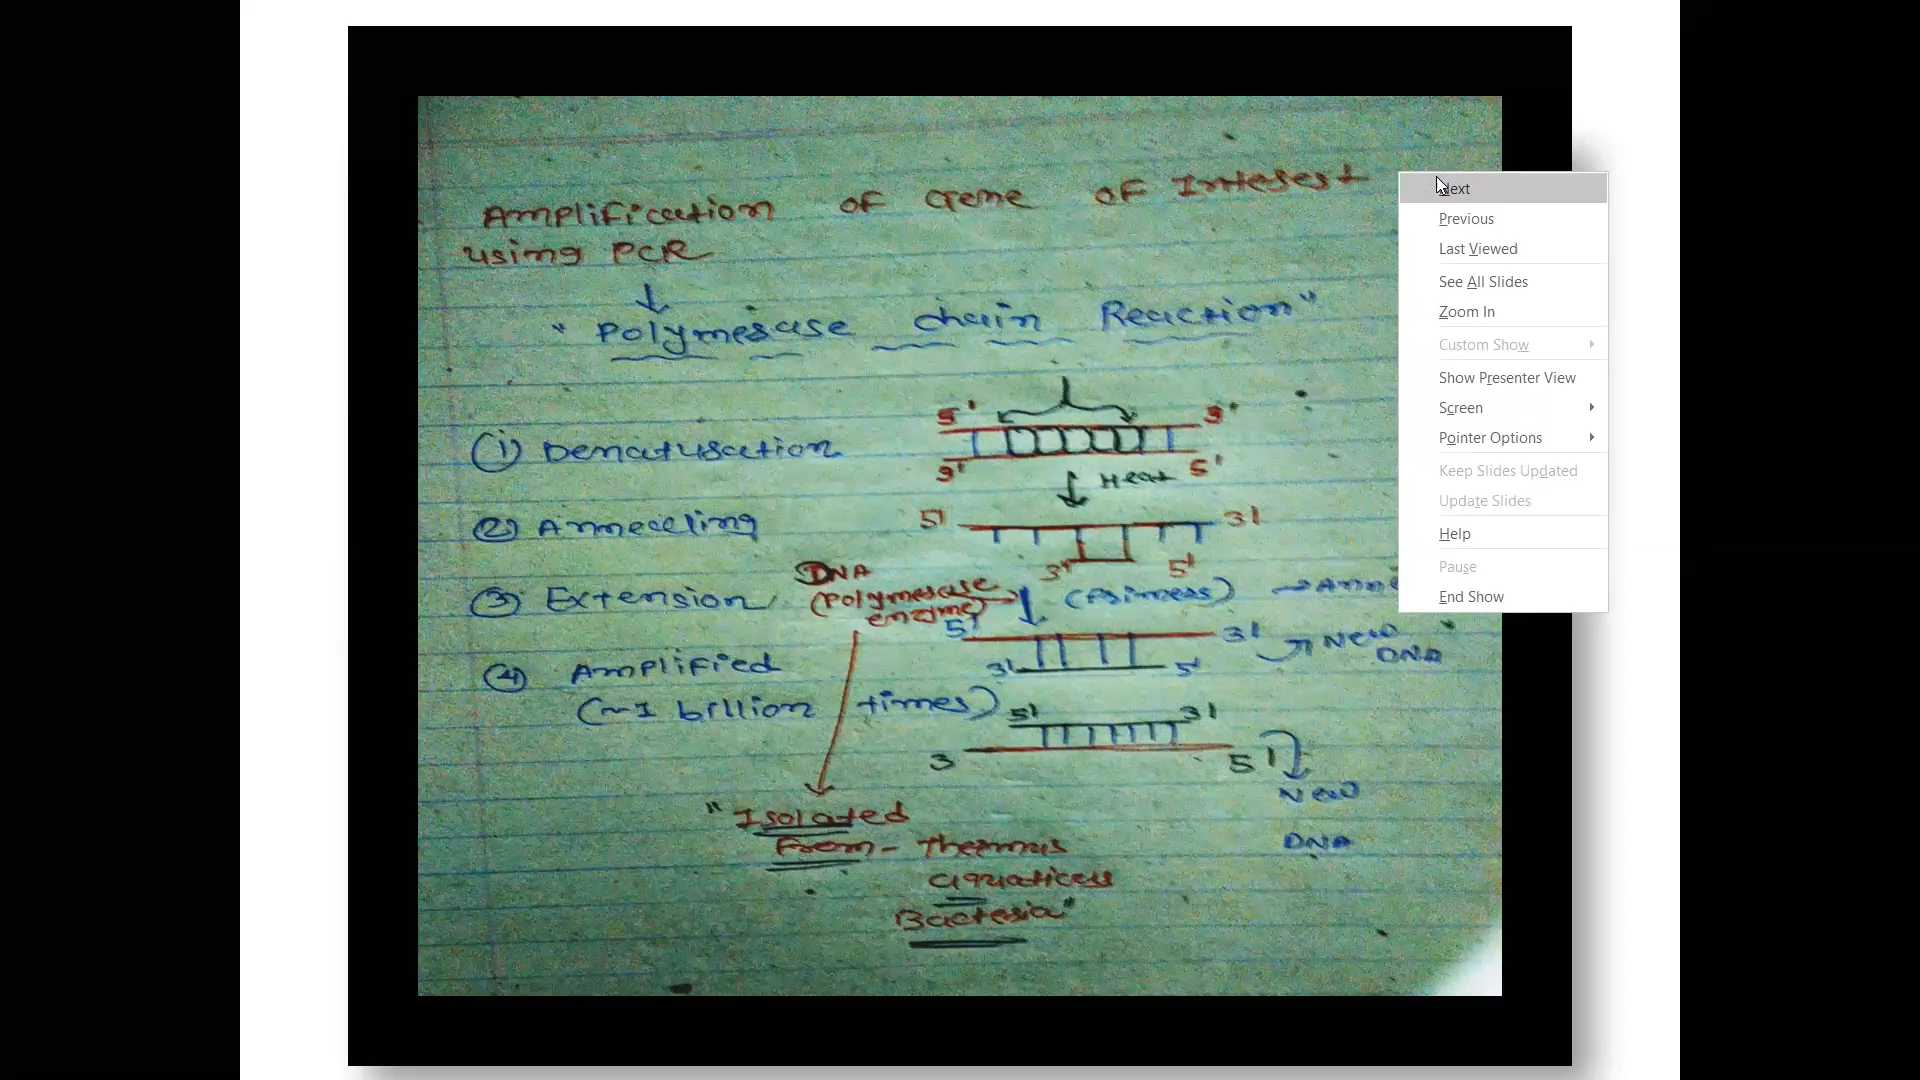 Amplification of Gene of Interest
using PCR
"Polymerase chain Reaction"
5' 3'
① Denaturation
3' 5'
Heat
② Annealing
5' 3'
3' 5'
DNA
(Polymerase
enzyme)
③ Extension
(Primers) → Anne
5' 3'
New
DNA
3' 5'
④ Amplified
(~1 billion times)
5' 3'
3 5'
New
DNA
"Isolated
From - Thermus
aquaticus
Bacteria"
Next
Previous
Last Viewed
See All Slides
Zoom In
Custom Show
Show Presenter View
Screen
Pointer Options
Keep Slides Updated
Update Slides
Help
Pause
End Show